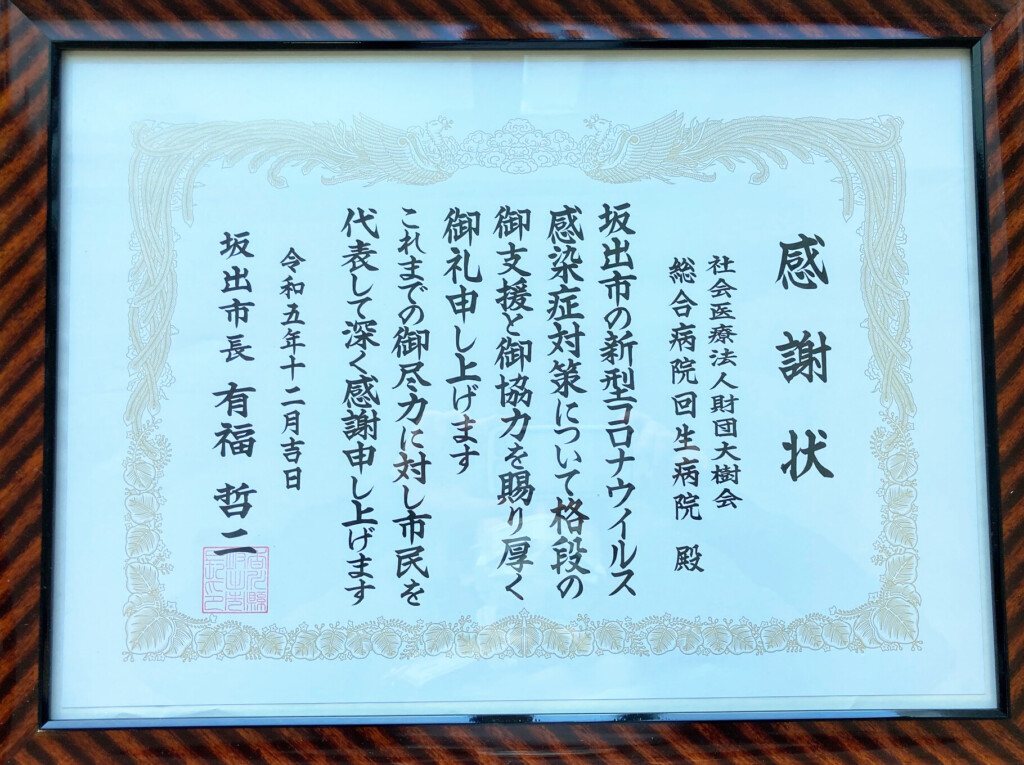 感謝状
社会医療法人財団大樹会
総合病院回生病院 殿
坂出市の新型コロナウイルス
感染症対策について格段の
御支援と御協力を賜り厚く
御礼申し上げます
これまでの御尽力に対し市民を
代表して深く感謝申し上げます
令和五年十二月吉日
坂出市長 有福 哲二